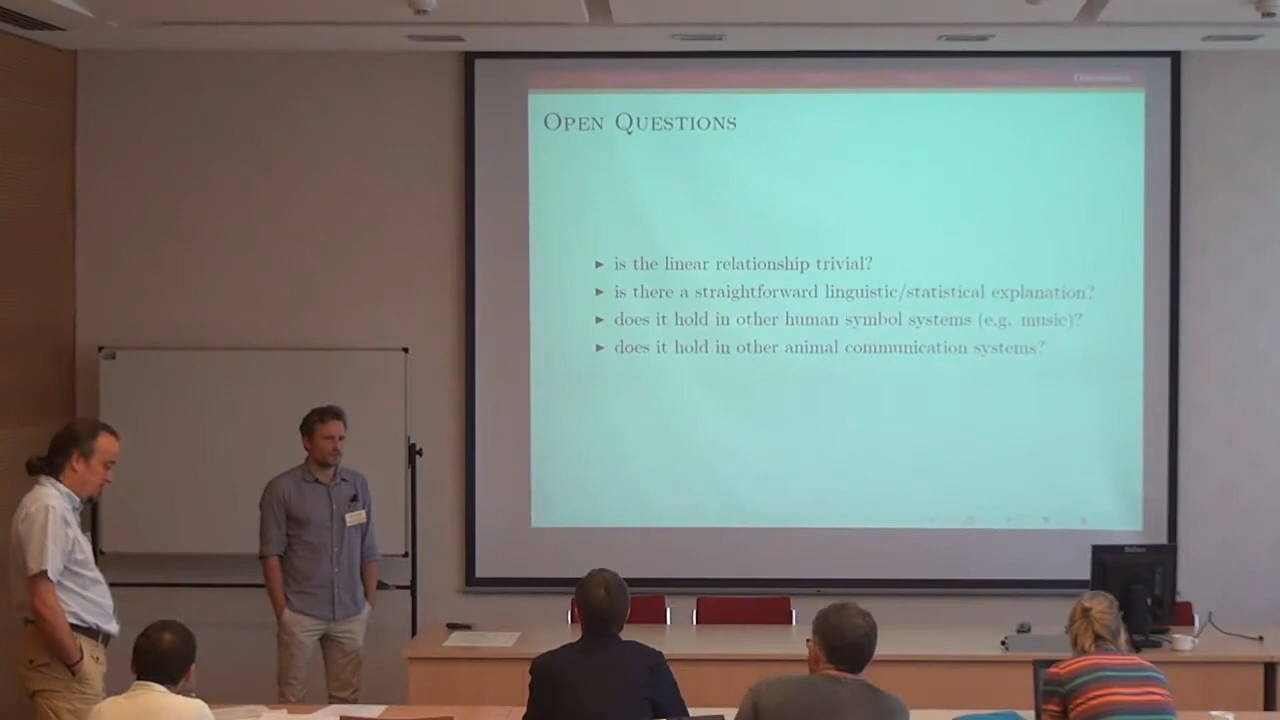 OPEN QUESTIONS
▸ is the linear relationship trivial?
▸ is there a straightforward linguistic/statistical explanation?
▸ does it hold in other human symbol systems (e.g. music)?
▸ does it hold in other animal communication systems?